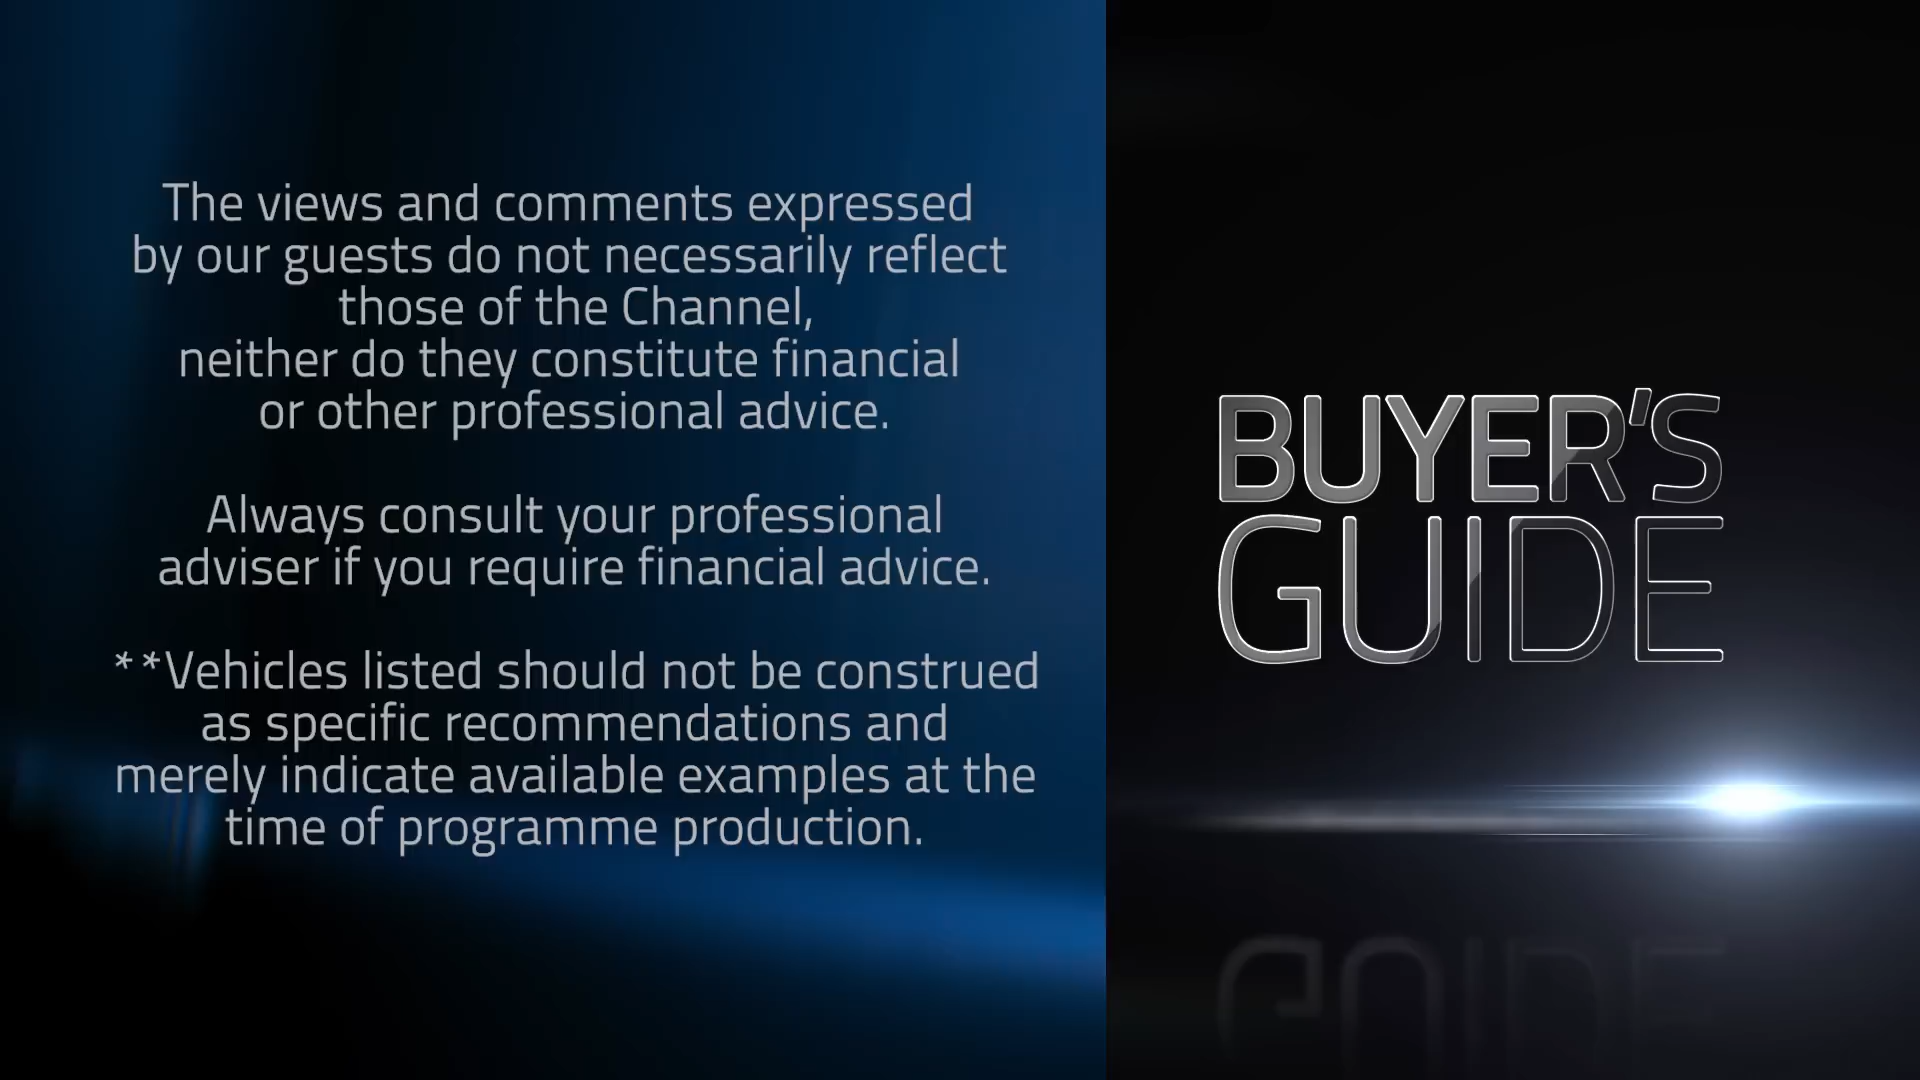 The views and comments expressed
by our guests do not necessarily reflect
those of the Channel,
neither do they constitute financial
or other professional advice.
Always consult your professional
adviser if you require financial advice.
**Vehicles listed should not be construed
as specific recommendations and
merely indicate available examples at the
time of programme production.
BUYER'S
GUIDE